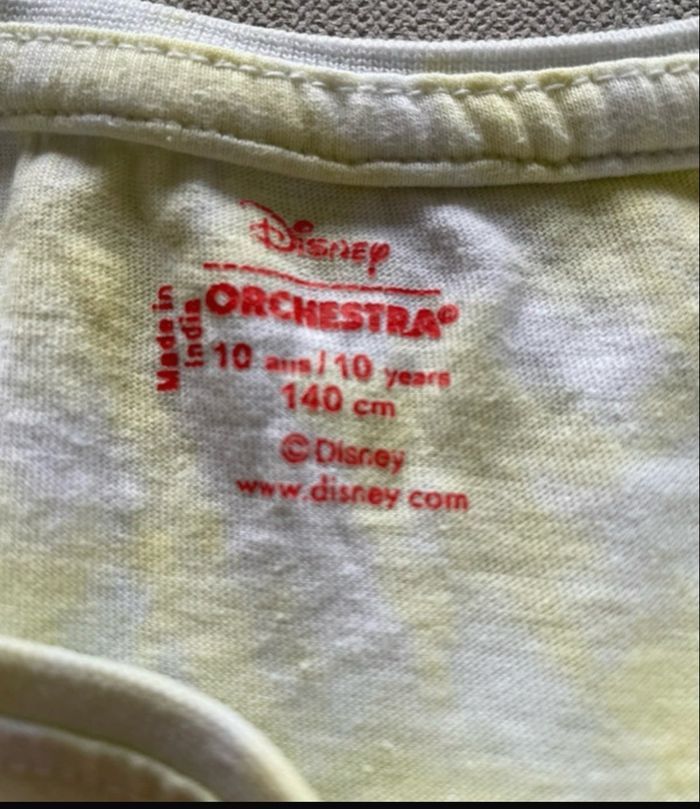 Disney
ORCHESTRA®
Made in
India
10 ans / 10 years
140 cm
©Disney
www.disney.com